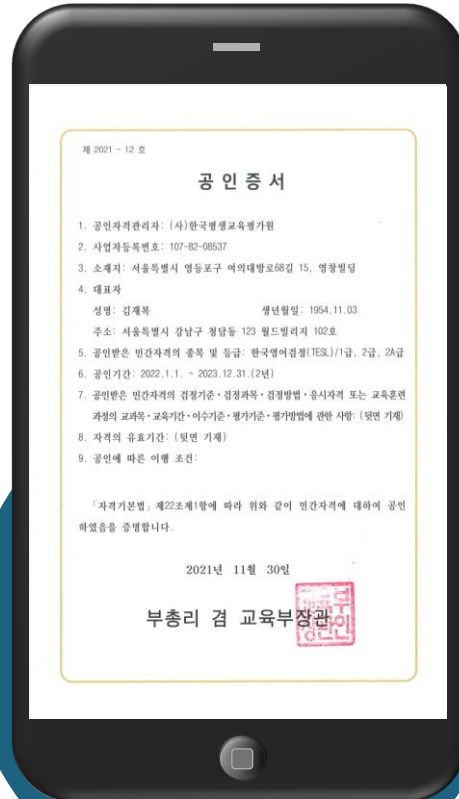 제 2021 - 12 호
공 인 증 서
1. 공인자격관리자: (사)한국평생교육평가원
2. 사업자등록번호: 107-82-08537
3. 소재지: 서울특별시 영등포구 여의대방로68길 15, 영창빌딩
4. 대표자
성명: 김재복 생년월일: 1954.11.03
주소: 서울특별시 강남구 청담동 123 월드빌리지 102호
5. 공인받은 민간자격의 종목 및 등급: 한국영어검정(TESL)/1급, 2급, 2A급
6. 공인기간: 2022.1.1. - 2023.12.31.(2년)
7. 공인받은 민간자격의 검정기준·검정과목·검정방법·응시자격 또는 교육훈련
과정의 교과목·교육기간·이수기준·평가기준·평가방법에 관한 사항: (뒷면 기재)
8. 자격의 유효기간: (뒷면 기재)
9. 공인에 따른 이행 조건:
「자격기본법」제22조제1항에 따라 위와 같이 민간자격에 대하여 공인
하였음을 증명합니다.
2021년 11월 30일
부총리 겸 교육부장관